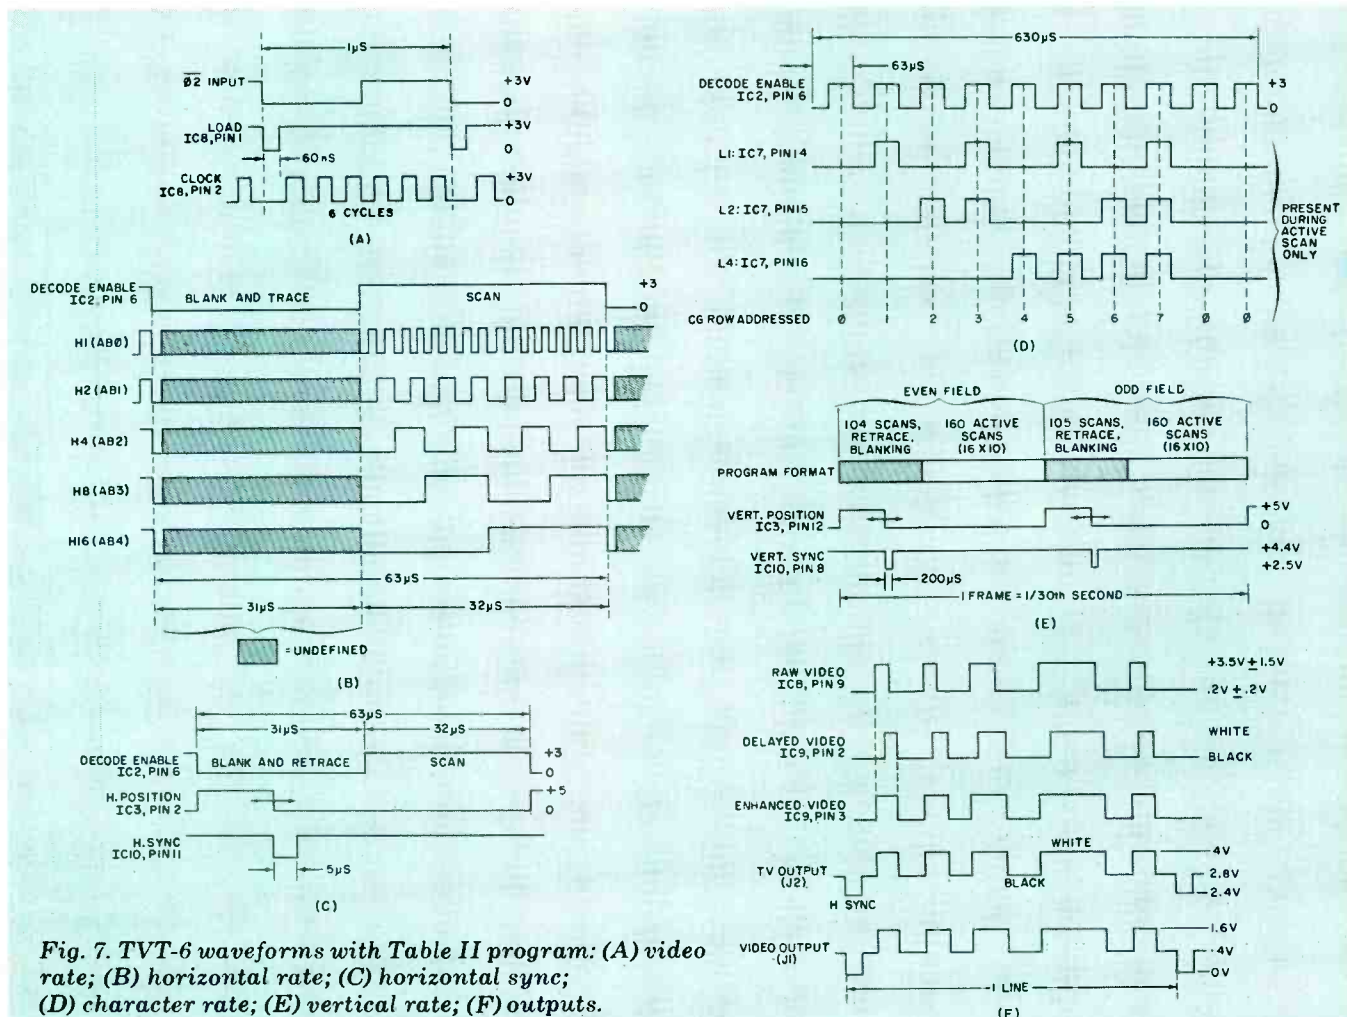 1µS
Ø2 INPUT
+3V
0
LOAD
IC8, PIN 1
+3V
0
60nS
CLOCK
IC8, PIN 2
+3V
0
6 CYCLES
(A)
DECODE ENABLE
IC2, PIN 6
BLANK AND TRACE
SCAN
+3
0
H1 (ABØ)
H2 (AB1)
H4 (AB2)
H8 (AB3)
H16 (AB4)
63µS
31µS
32µS
= UNDEFINED
(B)
63µS
31µS
32µS
DECODE ENABLE
IC2, PIN 6
BLANK AND RETRACE
SCAN
+3
0
H. POSITION
IC3, PIN 2
+5
0
H. SYNC
IC10, PIN 11
5µS
(C)
630µS
63µS
DECODE ENABLE
IC2, PIN 6
+3
0
L1: IC7, PIN 14
L2: IC7, PIN 15
L4: IC7, PIN 16
PRESENT
DURING
ACTIVE
SCAN
ONLY
CG ROW ADDRESSED
Ø 1 2 3 4 5 6 7 Ø Ø
(D)
EVEN FIELD
ODD FIELD
104 SCANS,
RETRACE,
BLANKING
160 ACTIVE
SCANS
(16 X 10)
105 SCANS,
RETRACE,
BLANKING
160 ACTIVE
SCANS
(16 X 10)
PROGRAM FORMAT
VERT. POSITION
IC3, PIN 12
+5V
0
VERT. SYNC
IC10, PIN 8
+4.4V
+2.5V
200µS
1 FRAME = 1/30th SECOND
(E)
RAW VIDEO
IC8, PIN 9
+3.5V ± 1.5V
.2V ± .2V
DELAYED VIDEO
IC9, PIN 2
WHITE
BLACK
ENHANCED VIDEO
IC9, PIN 3
TV OUTPUT
(J2)
WHITE
BLACK
4V
2.8V
2.4V
H SYNC
VIDEO OUTPUT
(J1)
1.6V
.4V
0V
1 LINE
(F)
Fig. 7. TVT-6 waveforms with Table II program: (A) video
rate; (B) horizontal rate; (C) horizontal sync;
(D) character rate; (E) vertical rate; (F) outputs.